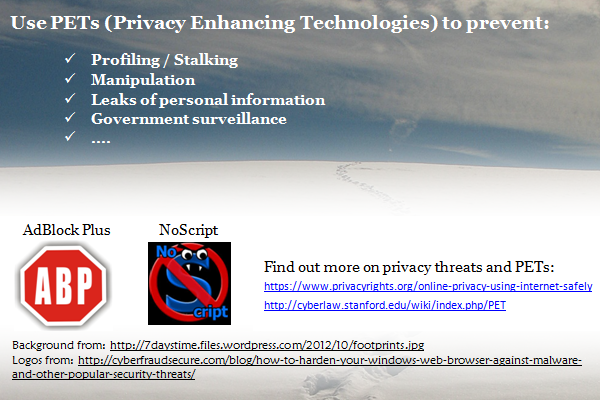 Use PETs (Privacy Enhancing Technologies) to prevent:
✓ Profiling / Stalking
✓ Manipulation
✓ Leaks of personal information
✓ Government surveillance
✓ ....
AdBlock Plus
NoScript
ABP
No
S
cript
Find out more on privacy threats and PETs:
https://www.privacyrights.org/online-privacy-using-internet-safely
http://cyberlaw.stanford.edu/wiki/index.php/PET
Background from: http://7daystime.files.wordpress.com/2012/10/footprints.jpg
Logos from: http://cyberfraudsecure.com/blog/how-to-harden-your-windows-web-browser-against-malware-
and-other-popular-security-threats/